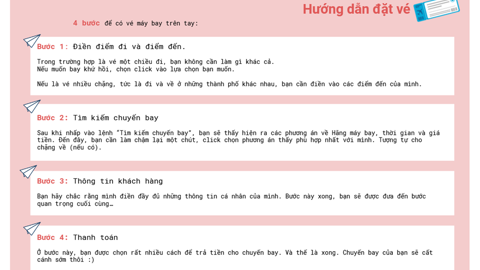 Hướng dẫn đặt vé
4 bước để có vé máy bay trên tay:
Bước 1: Điền điểm đi và điểm đến.
Trong trường hợp là vé một chiều đi, bạn không cần làm gì khác cả.
Nếu muốn bay khứ hồi, chọn click vào lựa chọn bạn muốn.
Nếu là vé nhiều chặng, tức là đi và về ở những thành phố khác nhau, bạn cần điền vào các điểm đến của mình.
Bước 2: Tìm kiếm chuyến bay
Sau khi nhấp vào lệnh "Tìm kiếm chuyến bay", bạn sẽ thấy hiện ra các phương án về Hãng máy bay, thời gian và giá
tiền. Đến đây, bạn cần làm chậm lại một chút, click chọn phương án thấy phù hợp nhất với mình. Tương tự cho
chặng về (nếu có).
Bước 3: Thông tin khách hàng
Bạn hãy chắc rằng mình điền đầy đủ những thông tin cá nhân của mình. Bước này xong, bạn sẽ được đưa đến bước
quan trọng cuối cùng…
Bước 4: Thanh toán
Ở bước này, bạn được chọn rất nhiều cách để trả tiền cho chuyến bay. Và thế là xong. Chuyến bay của bạn sẽ cất
cánh sớm thôi :)